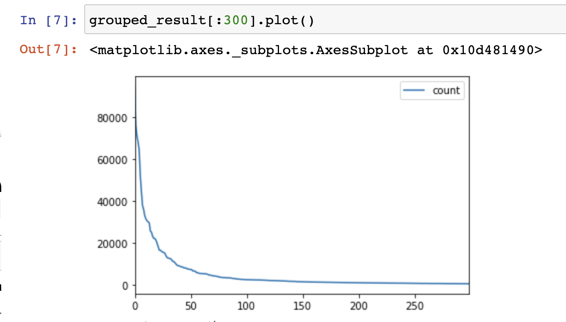 In [7]: grouped_result[:300].plot()
Out[7]: <matplotlib.axes._subplots.AxesSubplot at 0x10d481490>
count
80000
60000
40000
20000
0
0 50 100 150 200 250